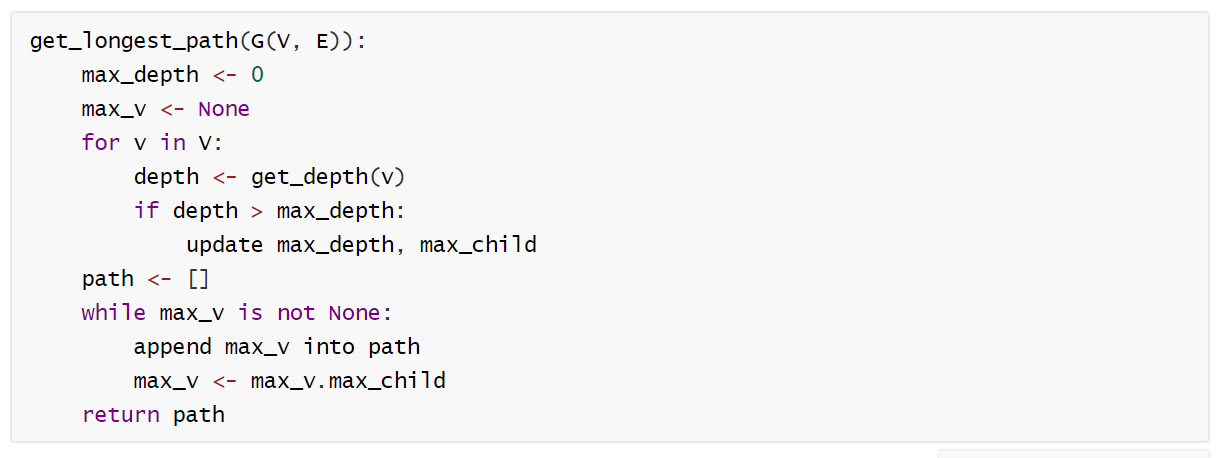 get_longest_path(G(V, E)):
    max_depth <- 0
    max_v <- None
    for v in V:
        depth <- get_depth(v)
        if depth > max_depth:
            update max_depth, max_child
    path <- []
    while max_v is not None:
        append max_v into path
        max_v <- max_v.max_child
    return path